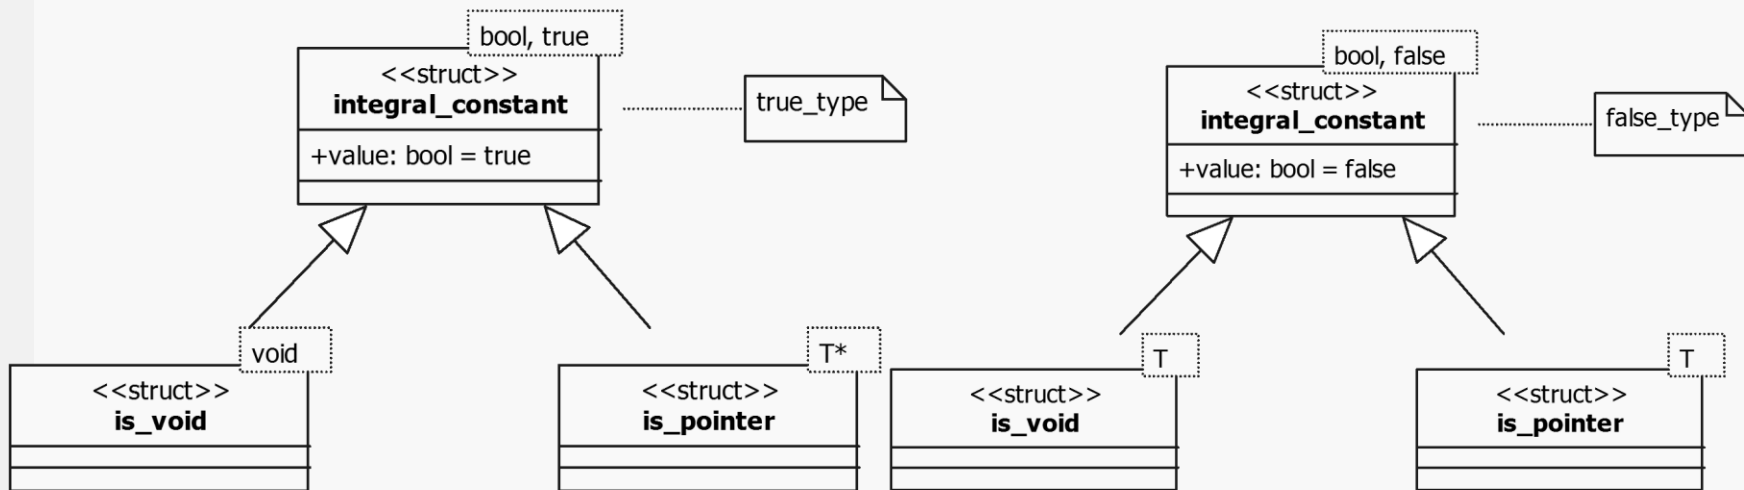 bool, true
<<struct>>
integral_constant
+value: bool = true
true_type
bool, false
<<struct>>
integral_constant
+value: bool = false
false_type
void
<<struct>>
is_void
T*
<<struct>>
is_pointer
T
<<struct>>
is_void
T
<<struct>>
is_pointer